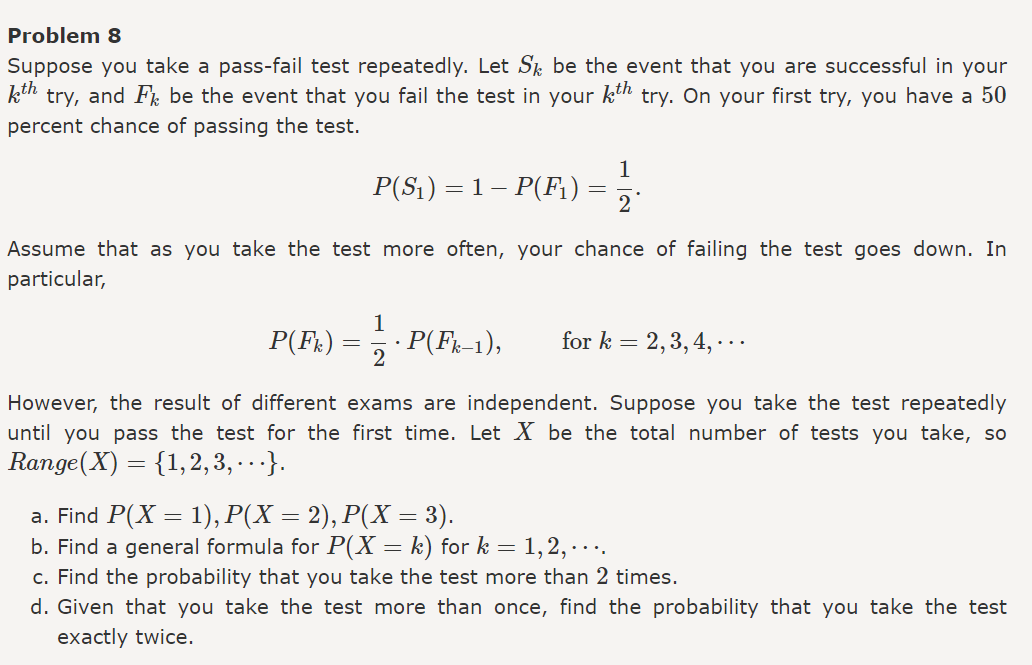 Problem 8
Suppose you take a pass-fail test repeatedly. Let $S_k$ be the event that you are successful in your
$k^{th}$ try, and $F_k$ be the event that you fail the test in your $k^{th}$ try. On your first try, you have a 50
percent chance of passing the test.
$P(S_1) = 1 - P(F_1) = \frac{1}{2}.$
Assume that as you take the test more often, your chance of failing the test goes down. In
particular,
$P(F_k) = \frac{1}{2} \cdot P(F_{k-1}), \quad \text{for } k = 2, 3, 4, \cdots$
However, the result of different exams are independent. Suppose you take the test repeatedly
until you pass the test for the first time. Let $X$ be the total number of tests you take, so
$Range(X) = \{1, 2, 3, \cdots\}.$
a. Find $P(X = 1), P(X = 2), P(X = 3).$
b. Find a general formula for $P(X = k)$ for $k = 1, 2, \cdots.$
c. Find the probability that you take the test more than 2 times.
d. Given that you take the test more than once, find the probability that you take the test
exactly twice.